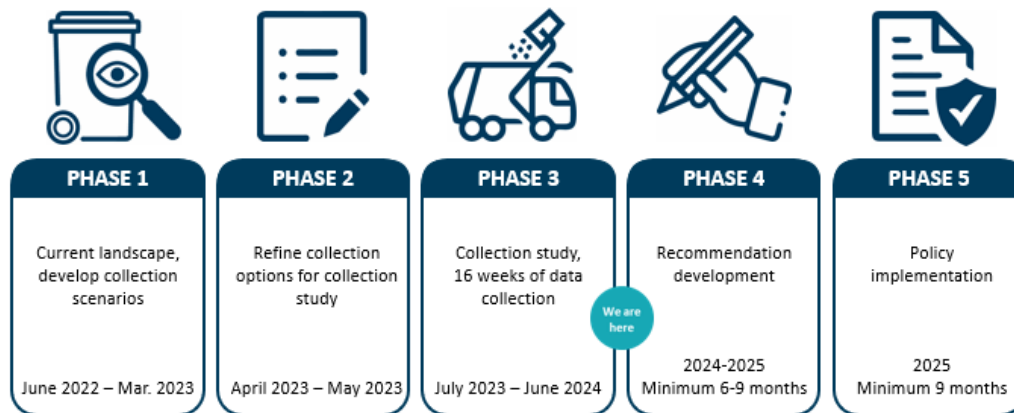 PHASE 1
Current landscape,
develop collection
scenarios
June 2022 – Mar. 2023
PHASE 2
Refine collection
options for collection
study
April 2023 – May 2023
PHASE 3
Collection study,
16 weeks of data
collection
July 2023 – June 2024
We are
here
PHASE 4
Recommendation
development
2024-2025
Minimum 6-9 months
PHASE 5
Policy
implementation
2025
Minimum 9 months